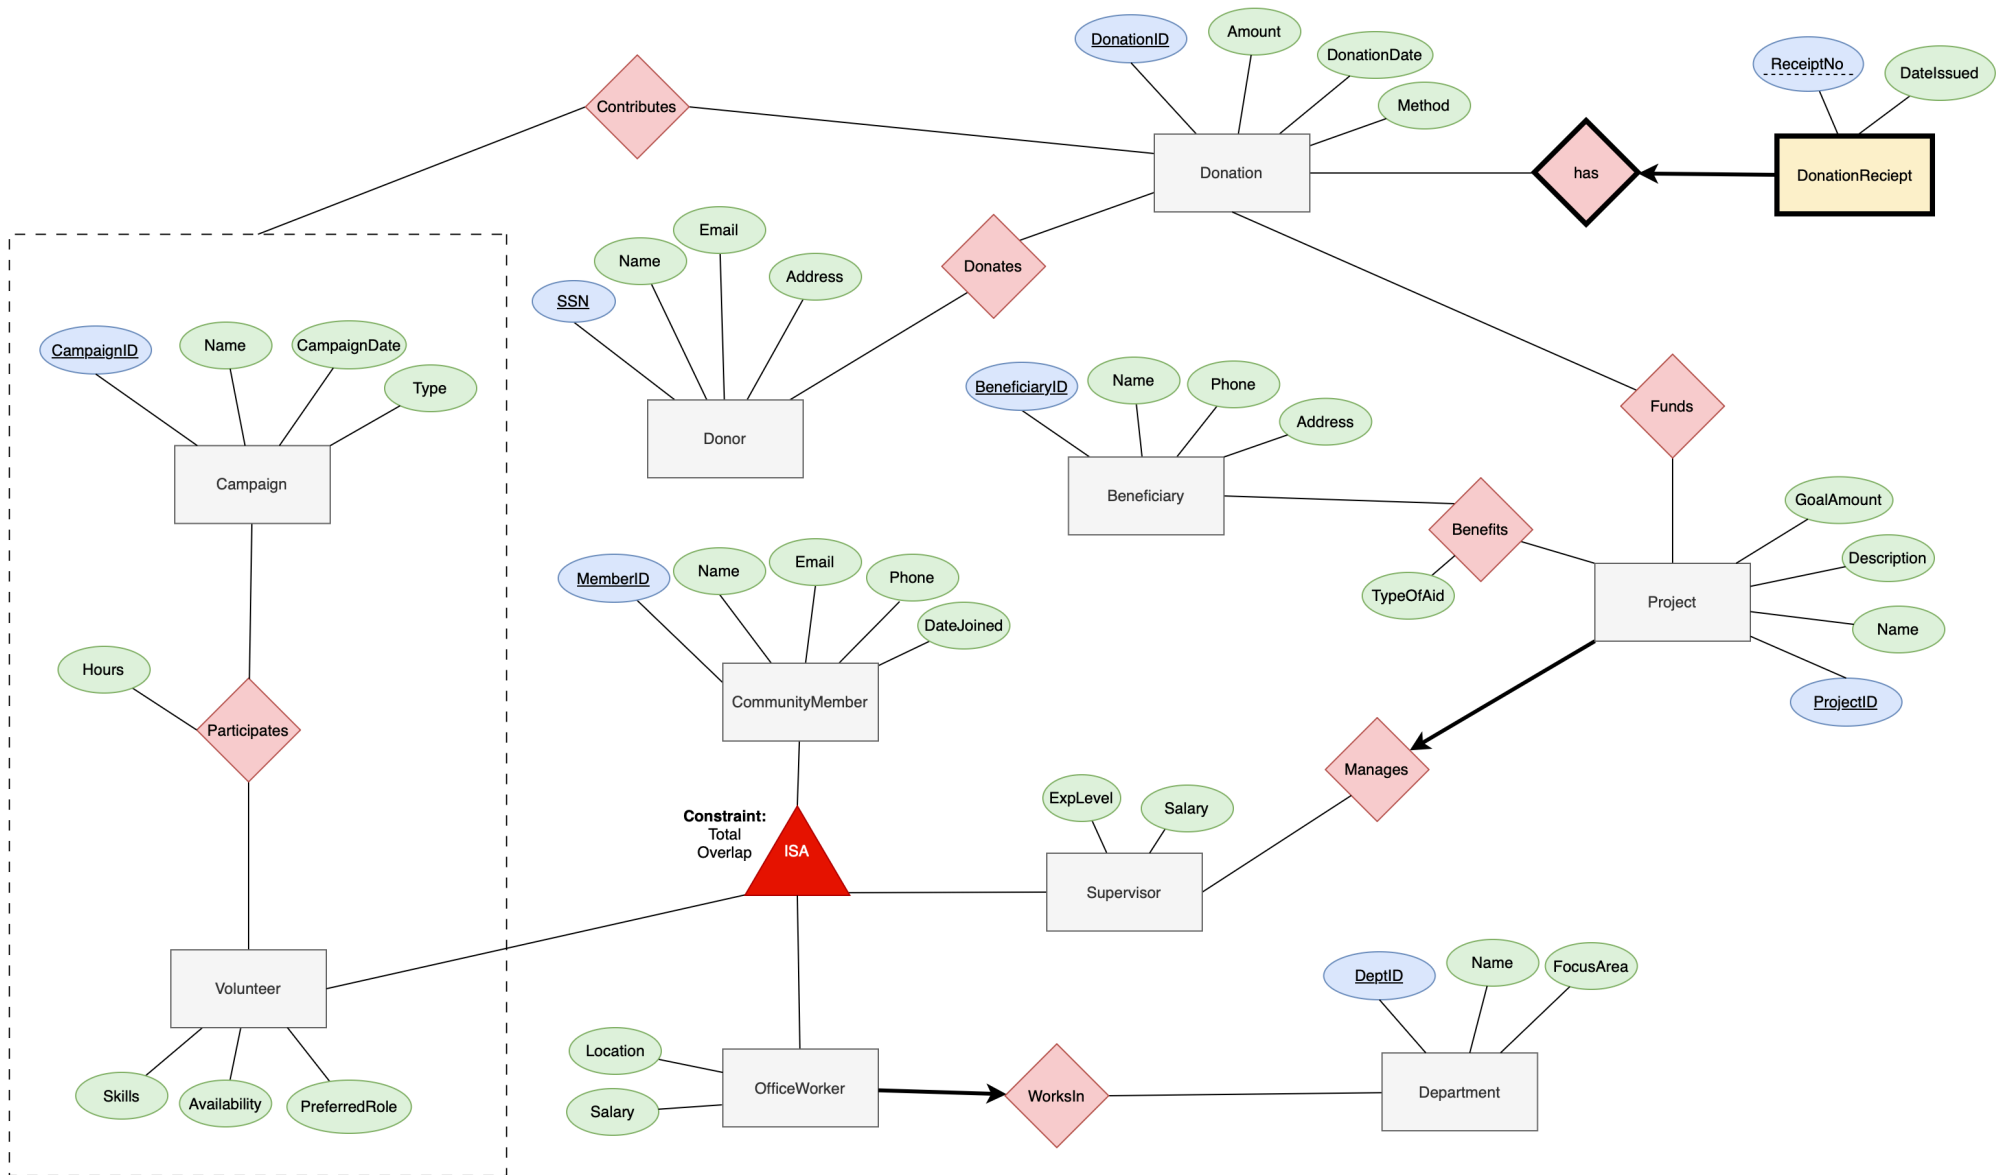 DonationID
Amount
DonationDate
Method
ReceiptNo
DateIssued
Contributes
Donation
has
DonationReciept
SSN
Name
Email
Address
Donates
Donor
CampaignID
Name
CampaignDate
Type
Campaign
BeneficiaryID
Name
Phone
Address
Beneficiary
Funds
Benefits
TypeOfAid
GoalAmount
Description
Name
ProjectID
Project
MemberID
Name
Email
Phone
DateJoined
CommunityMember
Hours
Participates
Constraint:
Total
Overlap
ISA
ExpLevel
Salary
Supervisor
Manages
Volunteer
Skills
Availability
PreferredRole
Location
Salary
OfficeWorker
WorksIn
DeptID
Name
FocusArea
Department